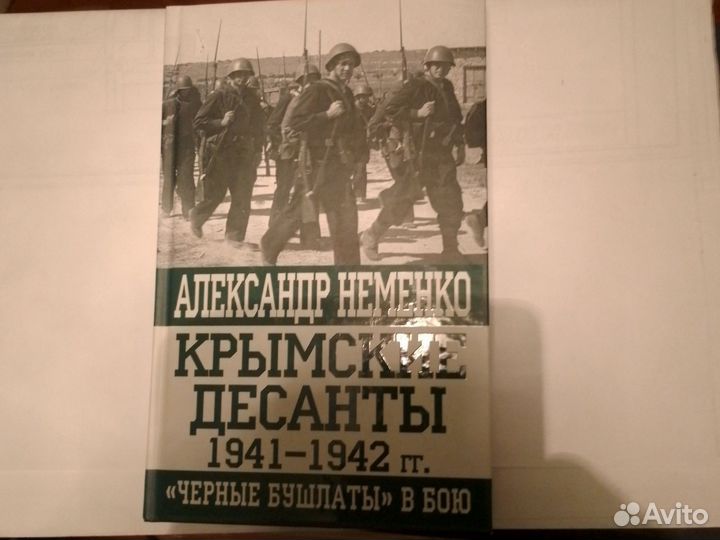 АЛЕКСАНДР НЕМЕНКО
КРЫМСКИЕ
ДЕСАНТЫ
1941–1942 гг.
«ЧЕРНЫЕ БУШЛАТЫ» В БОЮ
Avito